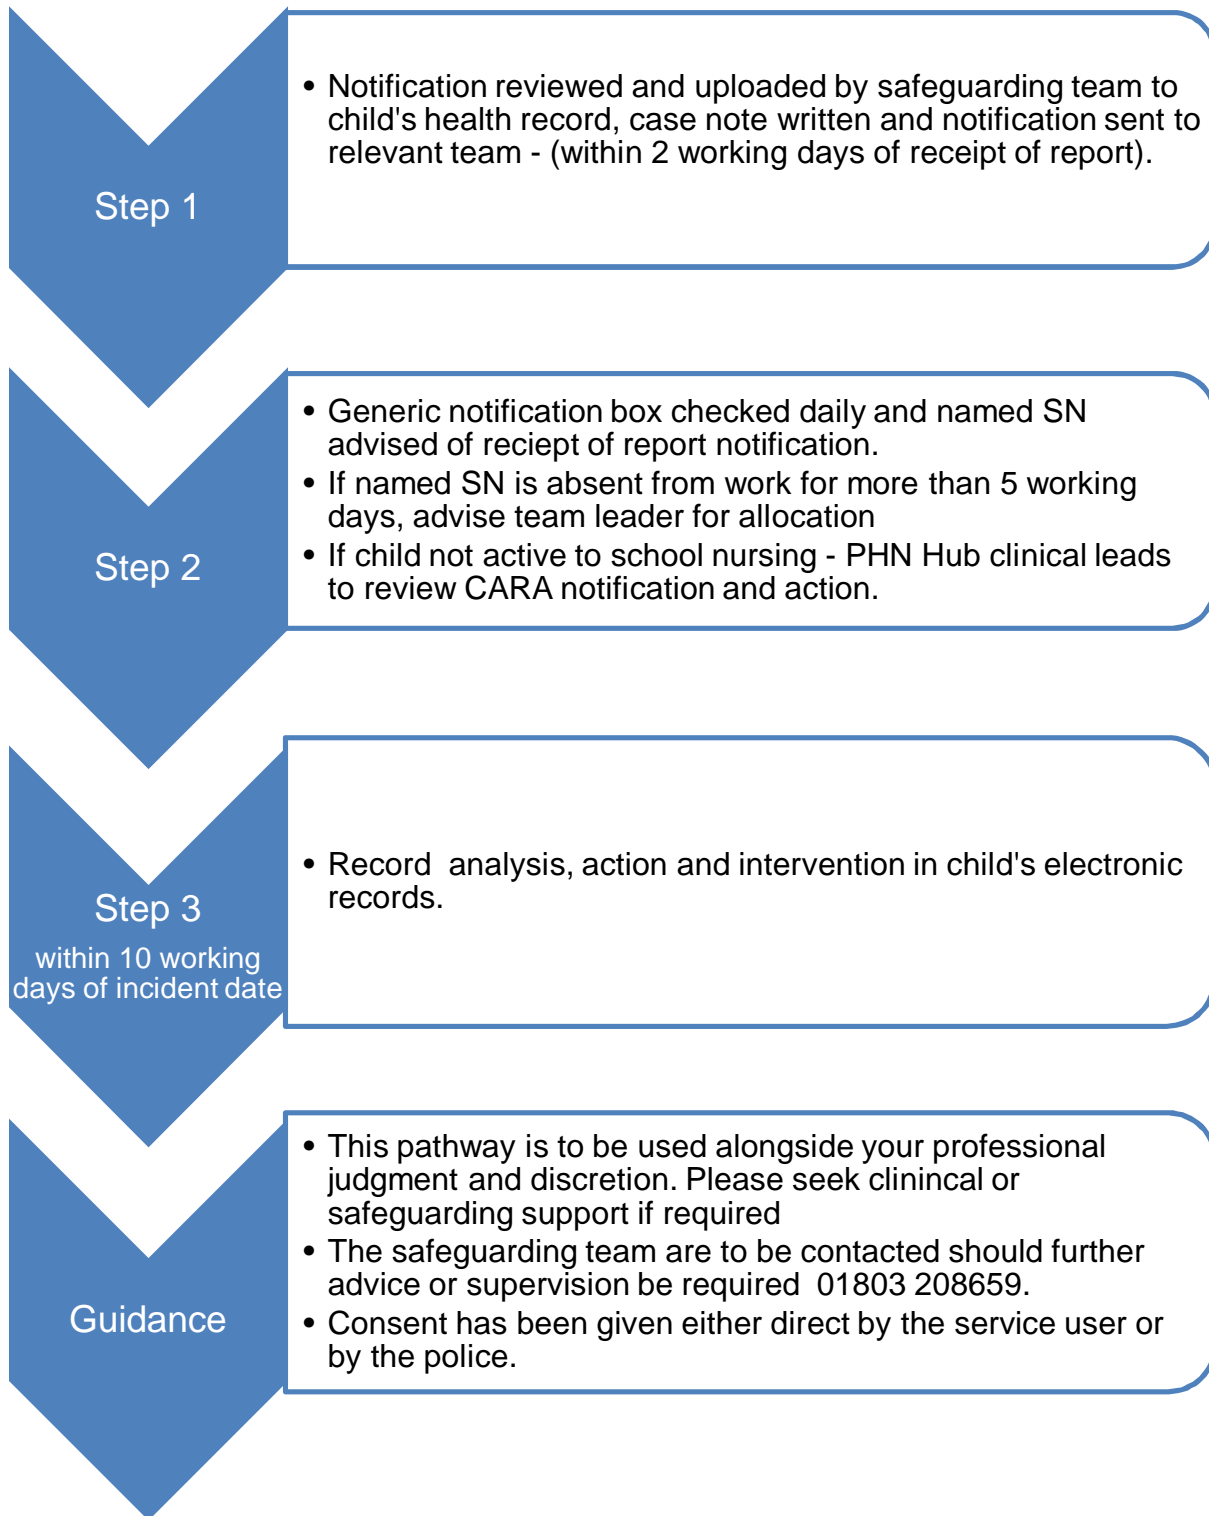 Step 1
• Notification reviewed and uploaded by safeguarding team to
child's health record, case note written and notification sent to
relevant team - (within 2 working days of receipt of report).
Step 2
• Generic notification box checked daily and named SN
advised of reciept of report notification.
• If named SN is absent from work for more than 5 working
days, advise team leader for allocation
• If child not active to school nursing - PHN Hub clinical leads
to review CARA notification and action.
Step 3
within 10 working
days of incident date
• Record  analysis, action and intervention in child's electronic
records.
Guidance
• This pathway is to be used alongside your professional
judgment and discretion. Please seek clinincal or
safeguarding support if required
• The safeguarding team are to be contacted should further
advice or supervision be required  01803 208659.
• Consent has been given either direct by the service user or
by the police.